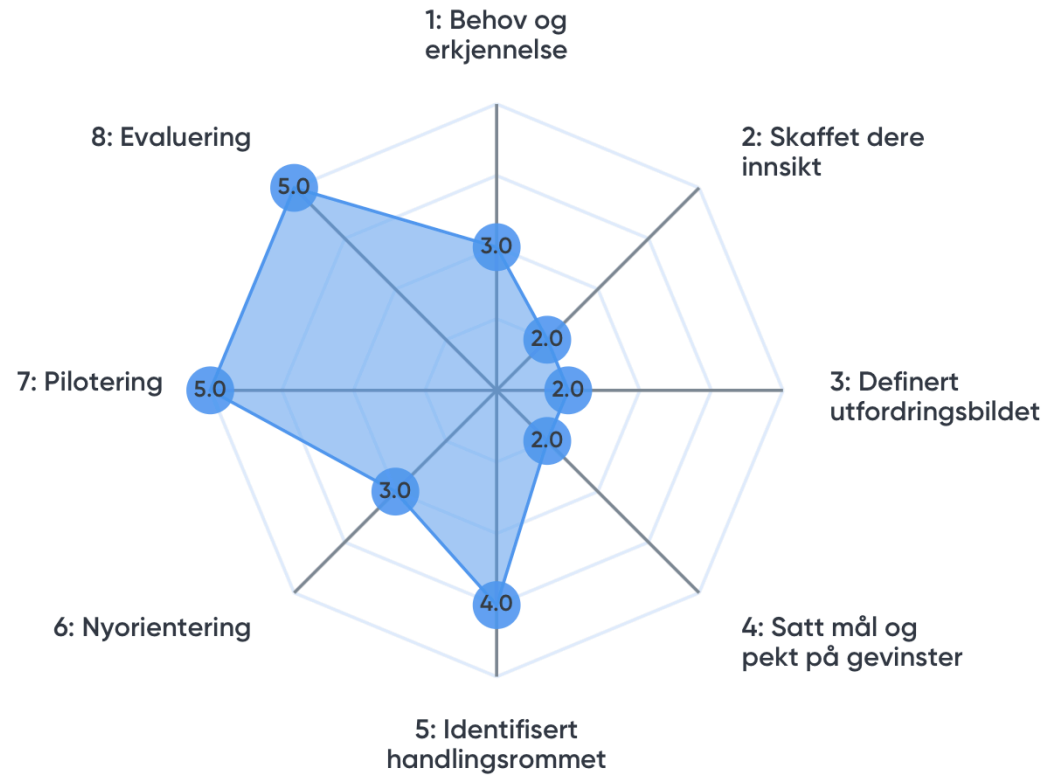 1: Behov og
erkjennelse
8: Evaluering
2: Skaffet dere
innsikt
5.0
3.0
2.0
7: Pilotering
5.0
2.0
3: Definert
utfordringsbildet
2.0
3.0
4.0
6: Nyorientering
4: Satt mål og
pekt på gevinster
5: Identifisert
handlingsrommet